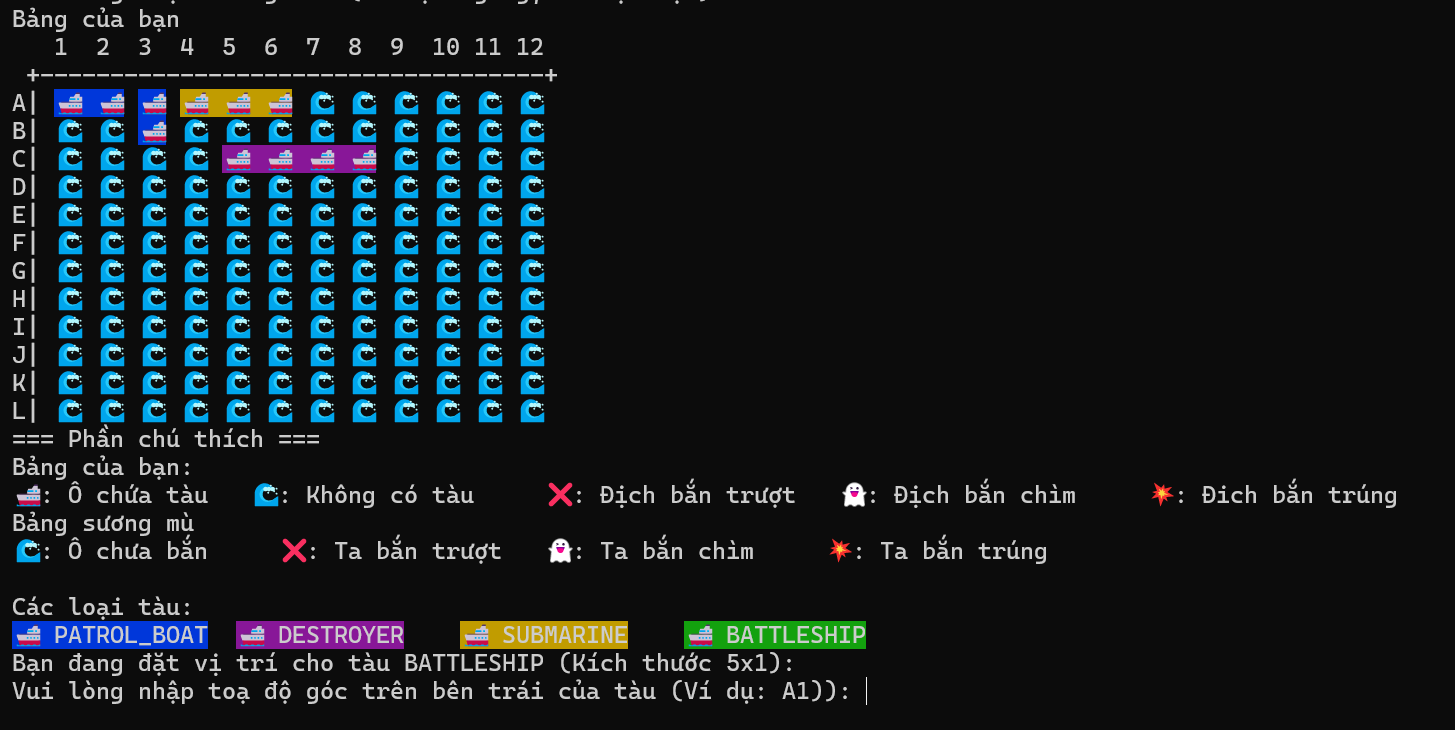 Bảng của bạn
1 2 3 4 5 6 7 8 9 10 11 12
+------------------------------------+
A| 🚢 🚢 🚢 🚢 🚢 🚢 🌊 🌊 🌊 🌊 🌊 🌊
B| 🌊 🌊 🚢 🌊 🌊 🌊 🌊 🌊 🌊 🌊 🌊 🌊
C| 🌊 🌊 🌊 🌊 🚢 🚢 🚢 🚢 🌊 🌊 🌊 🌊
D| 🌊 🌊 🌊 🌊 🌊 🌊 🌊 🌊 🌊 🌊 🌊 🌊
E| 🌊 🌊 🌊 🌊 🌊 🌊 🌊 🌊 🌊 🌊 🌊 🌊
F| 🌊 🌊 🌊 🌊 🌊 🌊 🌊 🌊 🌊 🌊 🌊 🌊
G| 🌊 🌊 🌊 🌊 🌊 🌊 🌊 🌊 🌊 🌊 🌊 🌊
H| 🌊 🌊 🌊 🌊 🌊 🌊 🌊 🌊 🌊 🌊 🌊 🌊
I| 🌊 🌊 🌊 🌊 🌊 🌊 🌊 🌊 🌊 🌊 🌊 🌊
J| 🌊 🌊 🌊 🌊 🌊 🌊 🌊 🌊 🌊 🌊 🌊 🌊
K| 🌊 🌊 🌊 🌊 🌊 🌊 🌊 🌊 🌊 🌊 🌊 🌊
L| 🌊 🌊 🌊 🌊 🌊 🌊 🌊 🌊 🌊 🌊 🌊 🌊
=== Phần chú thích ===
Bảng của bạn:
🚢: Ô chứa tàu 🌊: Không có tàu ❌: Địch bắn trượt 👻: Địch bắn chìm 💥: Đich bắn trúng
Bảng sương mù
🌊: Ô chưa bắn ❌: Ta bắn trượt 👻: Ta bắn chìm 💥: Ta bắn trúng
Các loại tàu:
🚢 PATROL_BOAT 🚢 DESTROYER 🚢 SUBMARINE 🚢 BATTLESHIP
Bạn đang đặt vị trí cho tàu BATTLESHIP (Kích thước 5x1):
Vui lòng nhập toạ độ góc trên bên trái của tàu (Ví dụ: A1)):